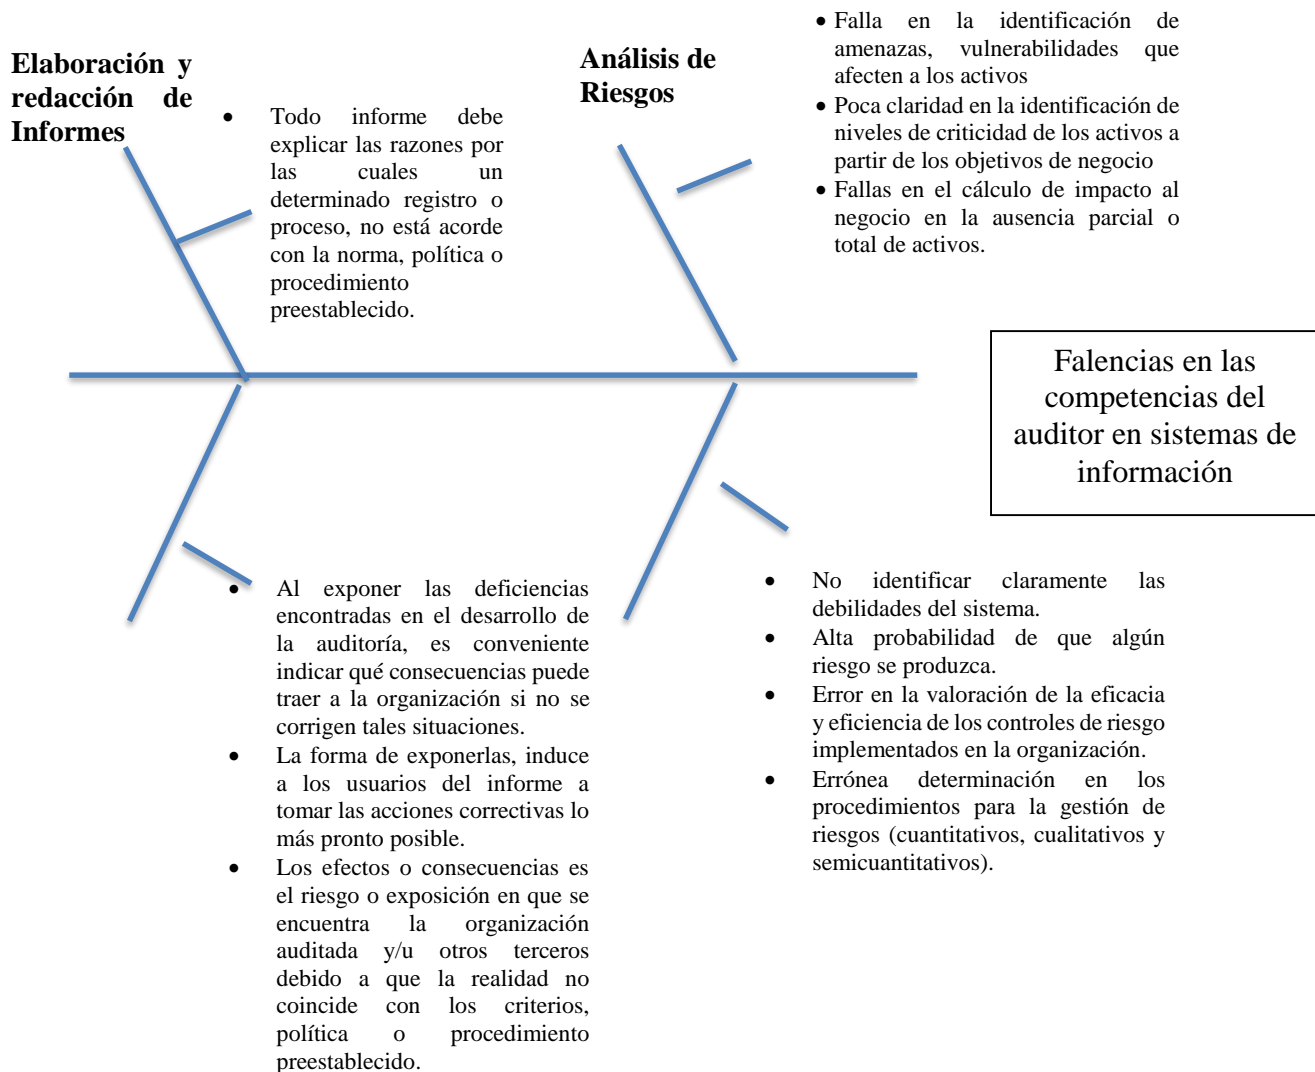 Elaboración y
redacción de
Informes
• Todo informe debe
explicar las razones por
las cuales un
determinado registro o
proceso, no está acorde
con la norma, política o
procedimiento
preestablecido.
Análisis de
Riesgos
• Falla en la identificación de
amenazas, vulnerabilidades que
afecten a los activos
• Poca claridad en la identificación de
niveles de criticidad de los activos a
partir de los objetivos de negocio
• Fallas en el cálculo de impacto al
negocio en la ausencia parcial o
total de activos.
Falencias en las
competencias del
auditor en sistemas de
información
• Al exponer las deficiencias
encontradas en el desarrollo de
la auditoría, es conveniente
indicar qué consecuencias puede
traer a la organización si no se
corrigen tales situaciones.
• La forma de exponerlas, induce
a los usuarios del informe a
tomar las acciones correctivas lo
más pronto posible.
• Los efectos o consecuencias es
el riesgo o exposición en que se
encuentra la organización
auditada y/u otros terceros
debido a que la realidad no
coincide con los criterios,
política o procedimiento
preestablecido.
• No identificar claramente las
debilidades del sistema.
• Alta probabilidad de que algún
riesgo se produzca.
• Error en la valoración de la eficacia
y eficiencia de los controles de riesgo
implementados en la organización.
• Errónea determinación en los
procedimientos para la gestión de
riesgos (cuantitativos, cualitativos y
semicuantitativos).